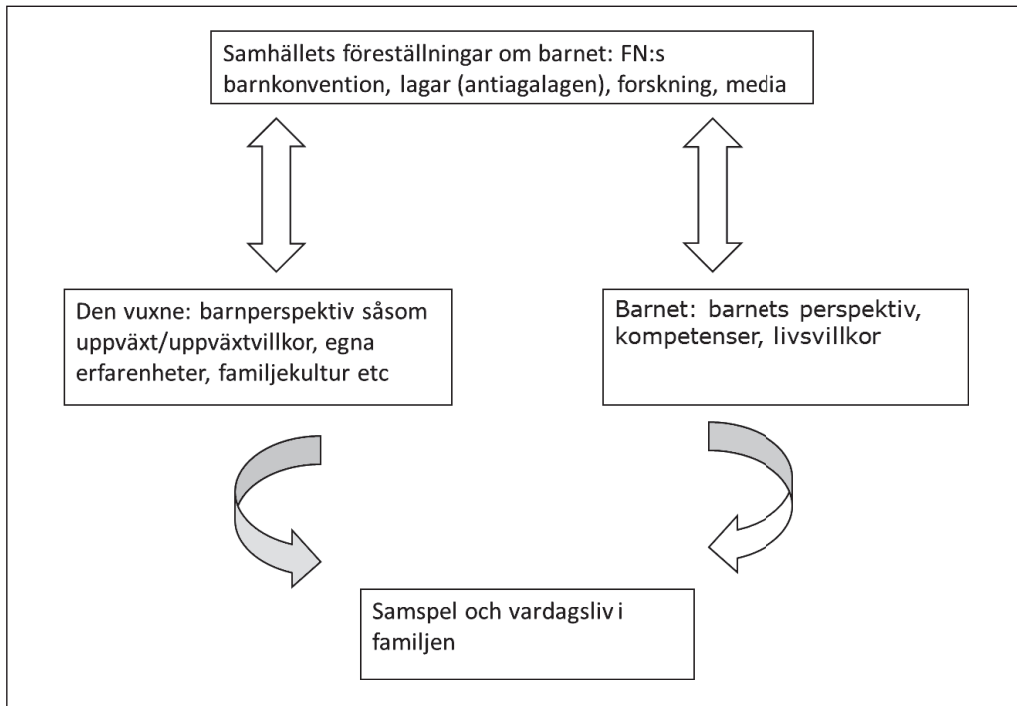 Samhällets föreställningar om barnet: FN:s
barnkonvention, lagar (antiagalagen), forskning, media
Den vuxne: barnperspektiv såsom
uppväxt/uppväxtvillkor, egna
erfarenheter, familjekultur etc
Barnet: barnets perspektiv,
kompetenser, livsvillkor
Samspel och vardagsliv i
familjen